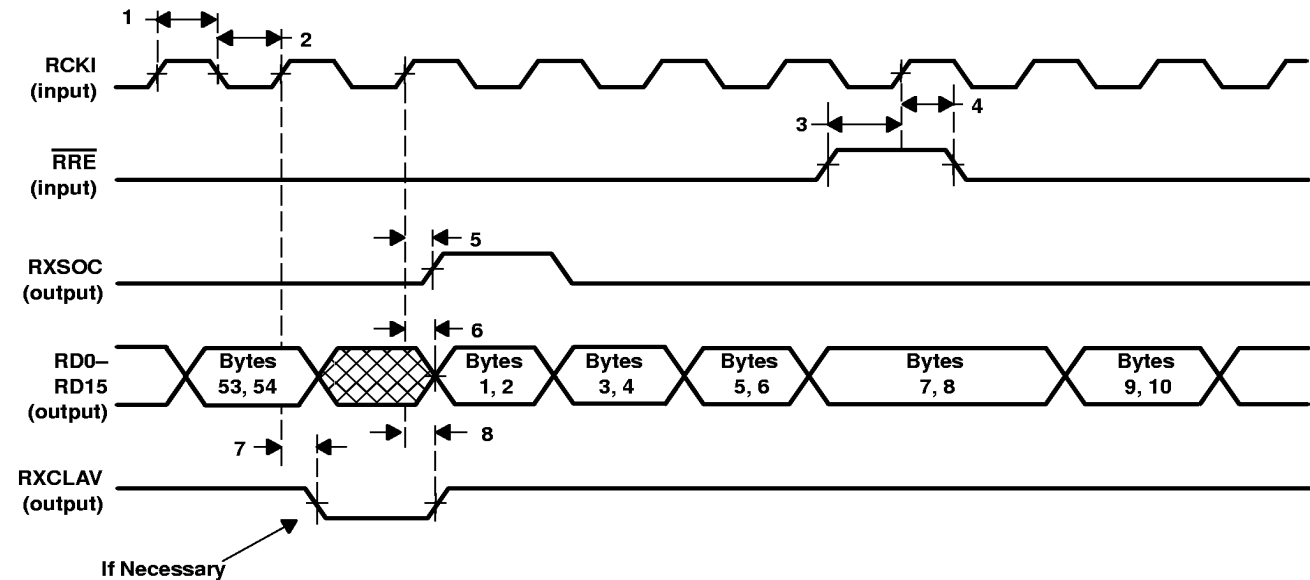 1
2
RCKI
(input)
3
4
RRE
(input)
5
RXSOC
(output)
6
RD0–
RD15
(output)
Bytes
53, 54
Bytes
1, 2
Bytes
3, 4
Bytes
5, 6
Bytes
7, 8
Bytes
9, 10
7
8
RXCLAV
(output)
If Necessary